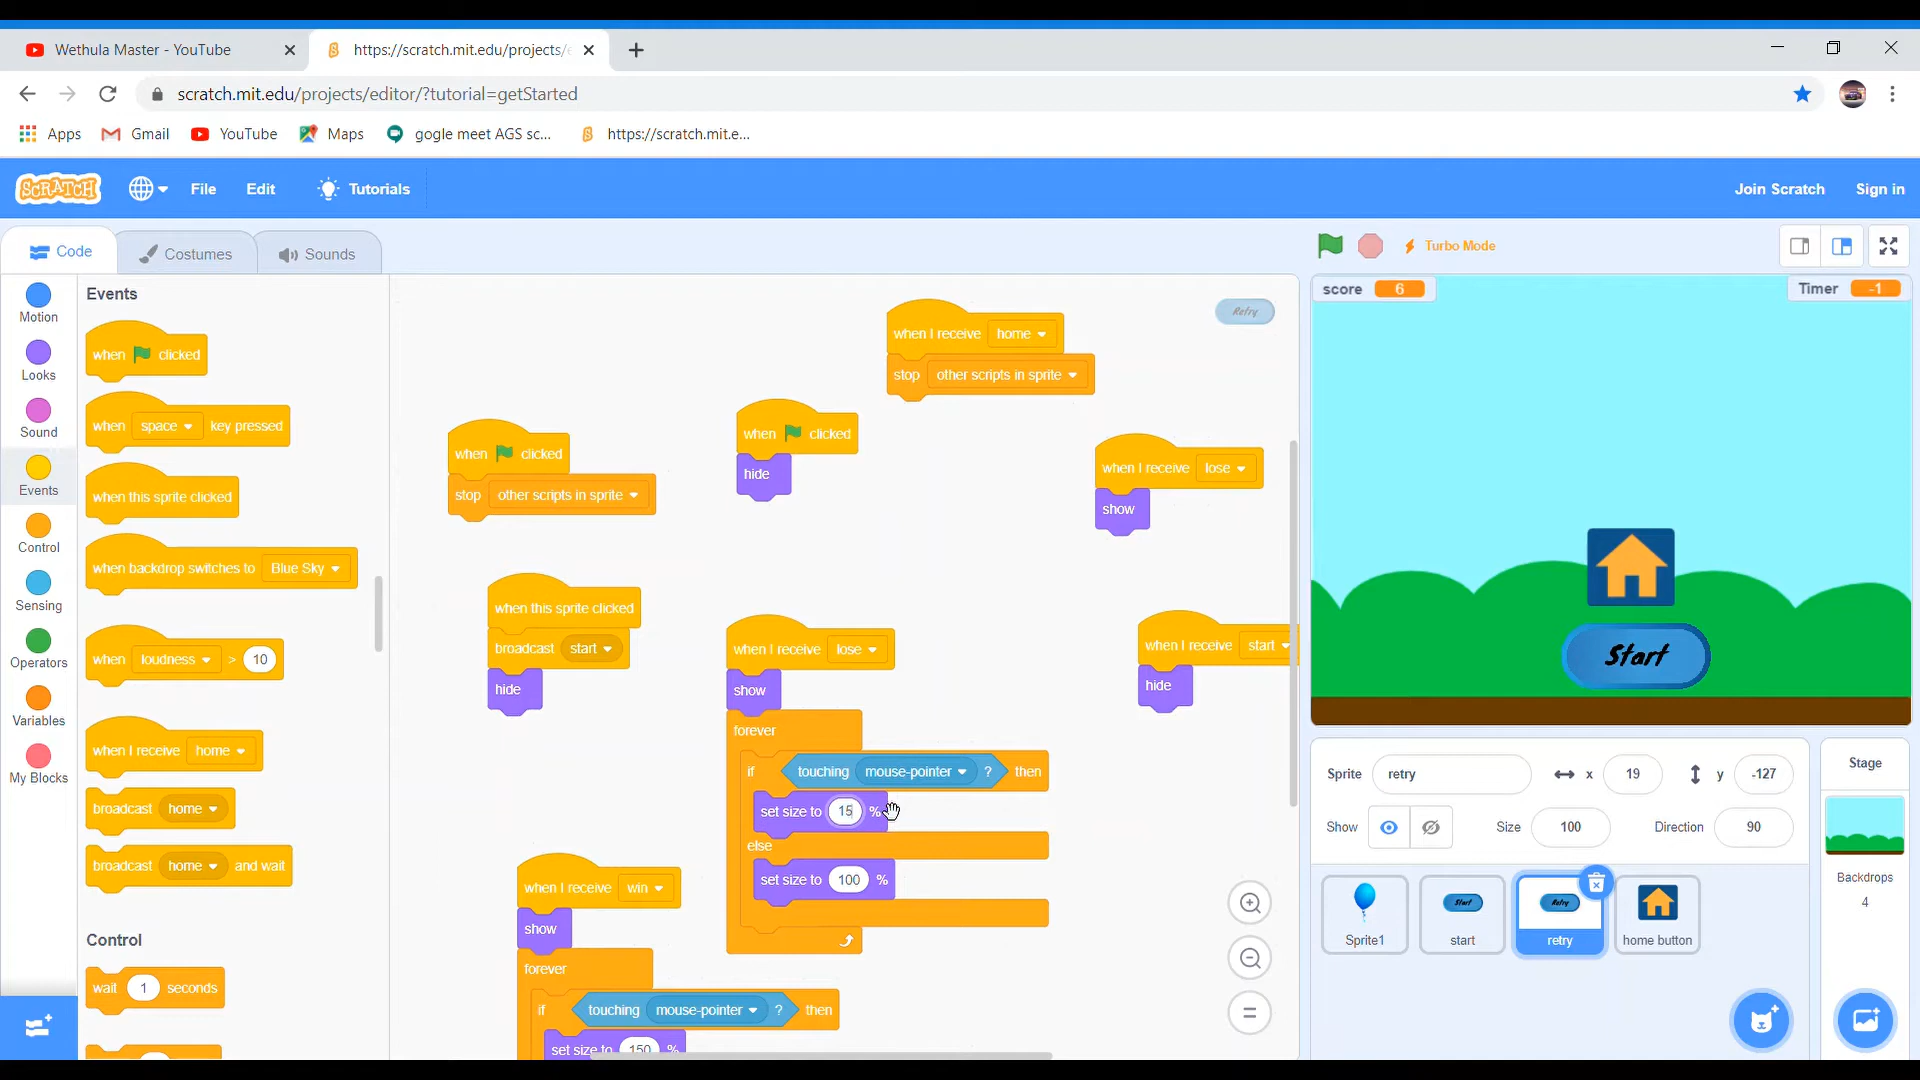 Wethula Master - YouTube
https://scratch.mit.edu/projects/e
scratch.mit.edu/projects/editor/?tutorial=getStarted
Apps Gmail YouTube Maps gogle meet AGS sc... https://scratch.mit.e...
SCRATCH File Edit Tutorials Join Scratch Sign in
Code Costumes Sounds Turbo Mode
Motion
Looks
Sound
Events
Control
Sensing
Operators
Variables
My Blocks
Events
when clicked
when space key pressed
when this sprite clicked
when backdrop switches to Blue Sky
when loudness > 10
when I receive home
broadcast home
broadcast home and wait
Control
wait 1 seconds
Retry
when I receive home
stop other scripts in sprite
when clicked
hide
when clicked
stop other scripts in sprite
when I receive lose
show
when this sprite clicked
broadcast start
hide
when I receive lose
show
forever
if touching mouse-pointer ? then
set size to 15 %
else
set size to 100 %
when I receive start
hide
when I receive win
show
forever
if touching mouse-pointer ? then
set size to 150 %
score 6
Timer -1
Start
Sprite retry x 19 y -127
Show Size 100 Direction 90
Start
Retry
Sprite1 start retry home button
Stage
Backdrops
4